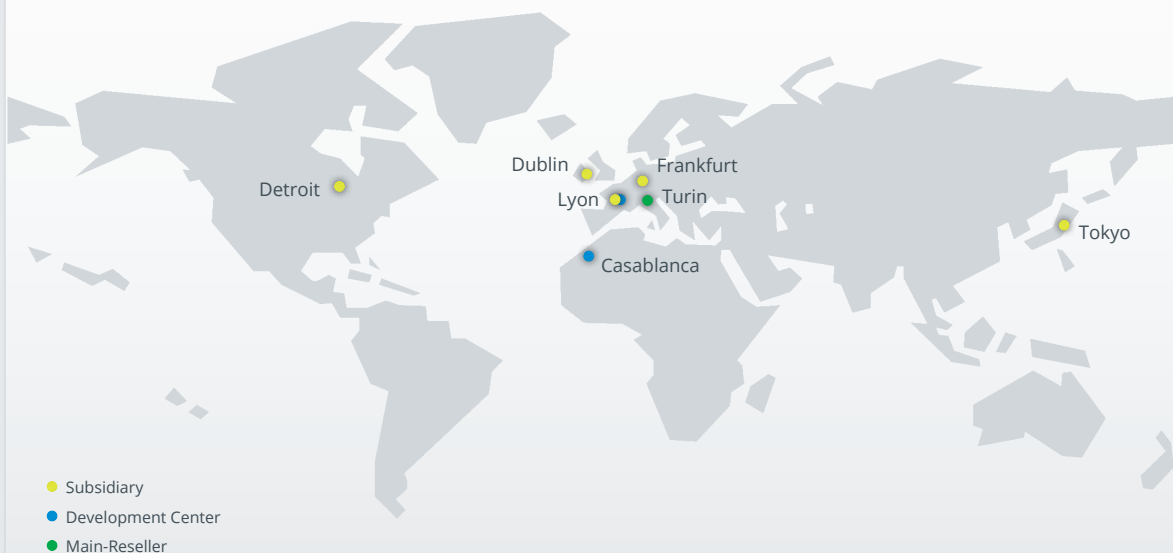 Dublin
Frankfurt
Detroit
Lyon
Turin
Tokyo
Casablanca
Subsidiary
Development Center
Main-Reseller